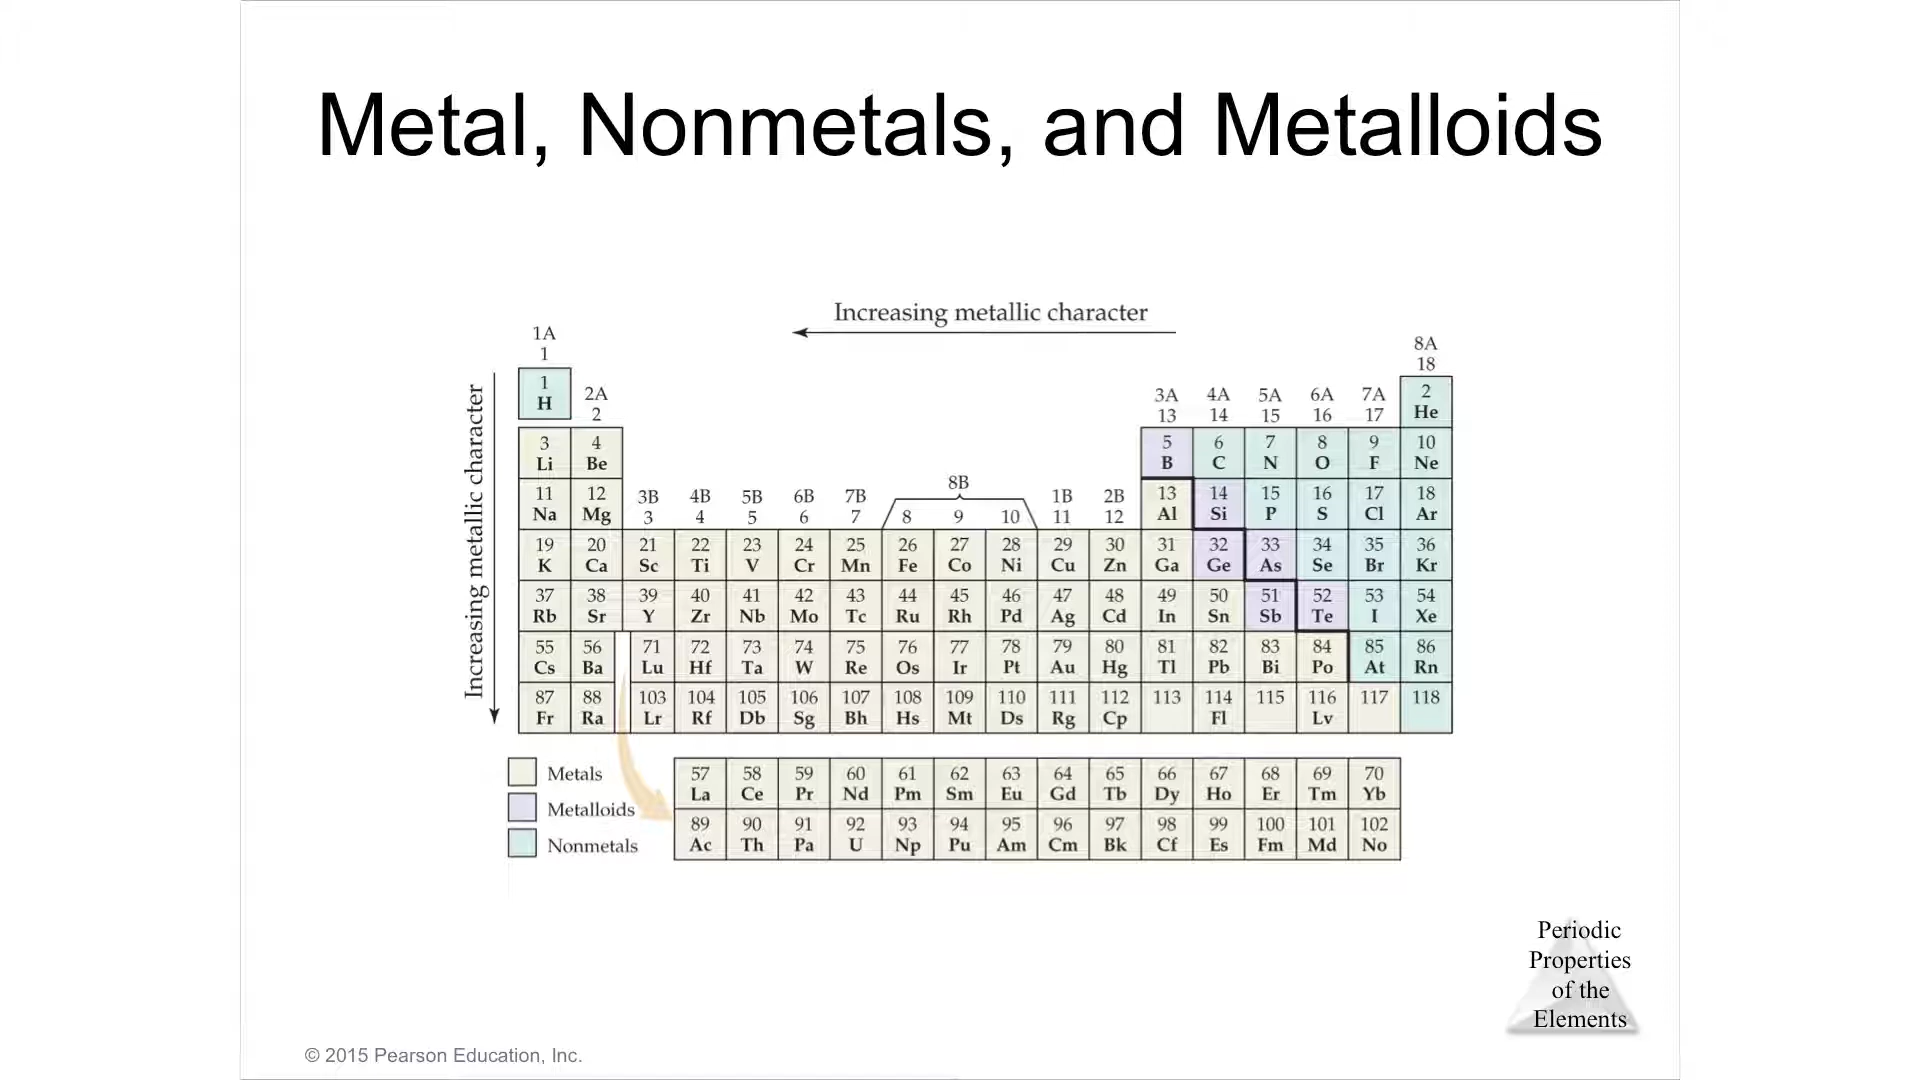 Metal, Nonmetals, and Metalloids
Increasing metallic character
Increasing metallic character
1A 8A
1 18
1 2A 3A 4A 5A 6A 7A 2
H 2 13 14 15 16 17 He
3 4 5 6 7 8 9 10
Li Be B C N O F Ne
8B
11 12 3B 4B 5B 6B 7B 1B 2B 13 14 15 16 17 18
Na Mg 3 4 5 6 7 8 9 10 11 12 Al Si P S Cl Ar
19 20 21 22 23 24 25 26 27 28 29 30 31 32 33 34 35 36
K Ca Sc Ti V Cr Mn Fe Co Ni Cu Zn Ga Ge As Se Br Kr
37 38 39 40 41 42 43 44 45 46 47 48 49 50 51 52 53 54
Rb Sr Y Zr Nb Mo Tc Ru Rh Pd Ag Cd In Sn Sb Te I Xe
55 56 71 72 73 74 75 76 77 78 79 80 81 82 83 84 85 86
Cs Ba Lu Hf Ta W Re Os Ir Pt Au Hg Tl Pb Bi Po At Rn
87 88 103 104 105 106 107 108 109 110 111 112 113 114 115 116 117 118
Fr Ra Lr Rf Db Sg Bh Hs Mt Ds Rg Cp Fl Lv
Metals
Metalloids
Nonmetals
57 58 59 60 61 62 63 64 65 66 67 68 69 70
La Ce Pr Nd Pm Sm Eu Gd Tb Dy Ho Er Tm Yb
89 90 91 92 93 94 95 96 97 98 99 100 101 102
Ac Th Pa U Np Pu Am Cm Bk Cf Es Fm Md No
Periodic
Properties
of the
Elements
© 2015 Pearson Education, Inc.